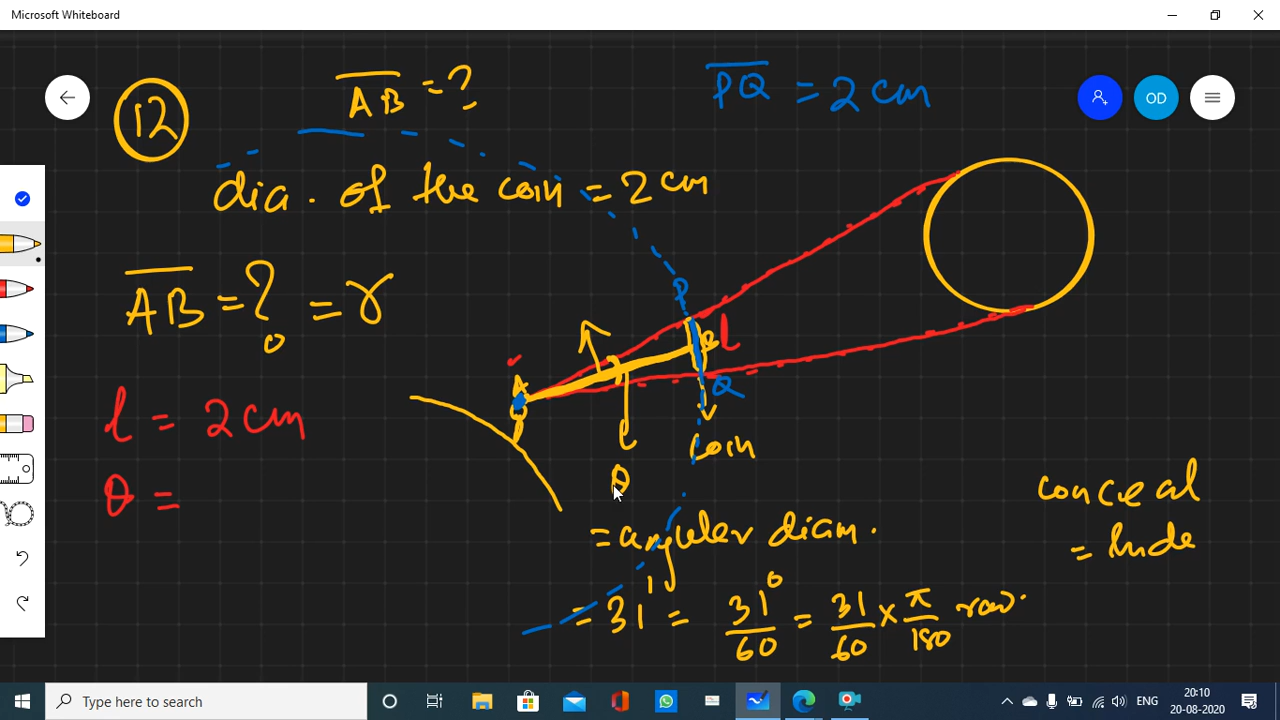 Microsoft Whiteboard
12
AB = ?
PQ = 2 cm
OD
dia. of the coin = 2 cm
AB = ? = r
l = 2 cm
θ =
P
l
A
B
Q
coin
θ
= angular diam.
= 31' = 31°/60 = 31/60 × π/180 rad.
conceal
= hide
Type here to search
ENG
20:10
20-08-2020